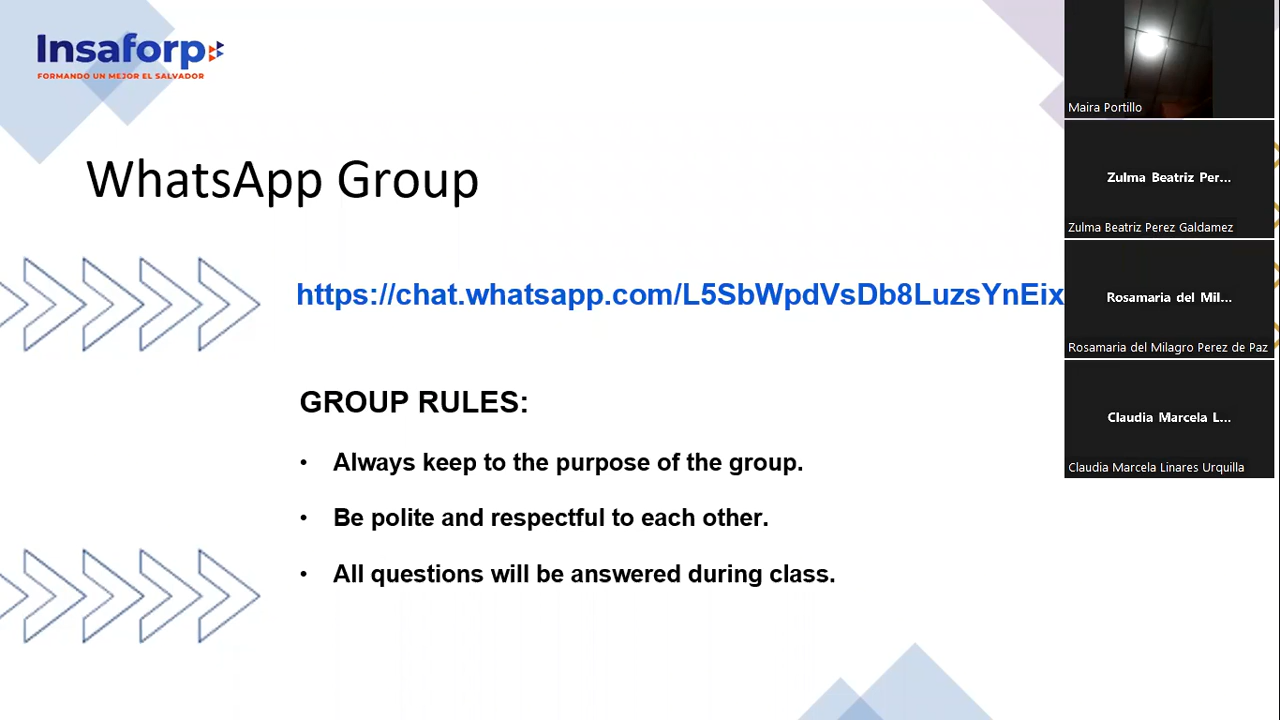 Insaforp
FORMANDO UN MEJOR EL SALVADOR
WhatsApp Group
https://chat.whatsapp.com/L5SbWpdVsDb8LuzsYnEix
GROUP RULES:
• Always keep to the purpose of the group.
• Be polite and respectful to each other.
• All questions will be answered during class.
Maira Portillo
Zulma Beatriz Per...
Zulma Beatriz Perez Galdamez
Rosamaria del Mil...
Rosamaria del Milagro Perez de Paz
Claudia Marcela L...
Claudia Marcela Linares Urquilla